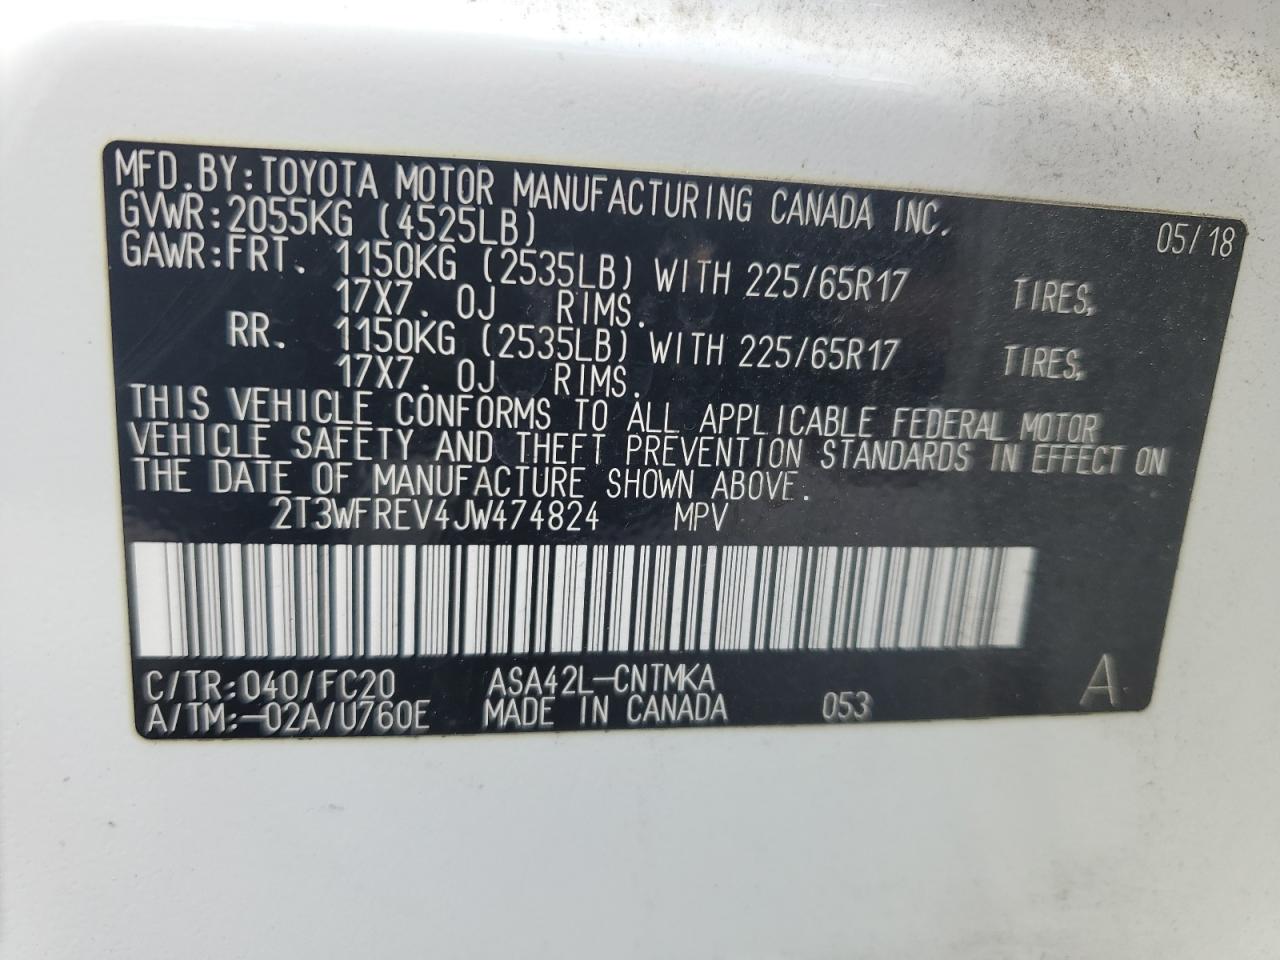 MFD.BY:TOYOTA MOTOR MANUFACTURING CANADA INC.
GVWR:2055KG (4525LB) 05/18
GAWR:FRT. 1150KG (2535LB) WITH 225/65R17 TIRES,
17X7.0J RIMS.
RR. 1150KG (2535LB) WITH 225/65R17 TIRES,
17X7.0J RIMS.
THIS VEHICLE CONFORMS TO ALL APPLICABLE FEDERAL MOTOR
VEHICLE SAFETY AND THEFT PREVENTION STANDARDS IN EFFECT ON
THE DATE OF MANUFACTURE SHOWN ABOVE.
2T3WFREV4JW474824 MPV
C/TR:040/FC20 ASA42L-CNTMKA A
A/TM:-02A/U760E MADE IN CANADA 053